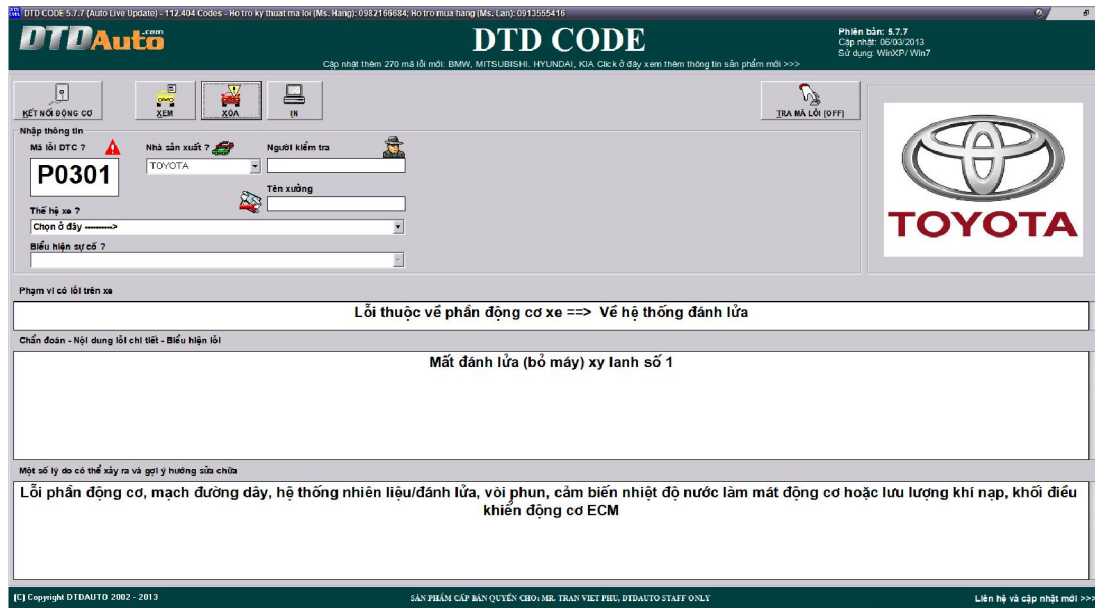 DTD CODE 5.7.7 (Auto Live Update) - 112.404 Codes - Ho tro ky thuat ma loi (Ms. Hang): 0982166684; Ho tro mua hang (Ms. Lan): 0913555416
DTDAuto.com
DTD CODE
Phiên bản: 5.7.7
Cập nhật: 06/03/2013
Sử dụng: WinXP/ Win7
Cập nhật thêm 270 mã lỗi mới: BMW, MITSUBISHI. HYUNDAI, KIA Click ở đây xem thêm thông tin sản phẩm mới >>>
KẾT NỐI ĐỘNG CƠ
XEM
XÓA
IN
TRA MÃ LỖI [OFF]
Nhập thông tin
Mã lỗi DTC ?
Nhà sản xuất ?
Người kiểm tra
P0301
TOYOTA
Tên xưởng
Thế hệ xe ?
Chọn ở đây ---------->
Biểu hiện sự cố ?
TOYOTA
Phạm vi có lỗi trên xe
Lỗi thuộc về phần động cơ xe ==> Về hệ thống đánh lửa
Chẩn đoán - Nội dung lỗi chi tiết - Biểu hiện lỗi
Mất đánh lửa (bỏ máy) xy lanh số 1
Một số lý do có thể xảy ra và gợi ý hướng sửa chữa
Lỗi phần động cơ, mạch đường dây, hệ thống nhiên liệu/đánh lửa, vòi phun, cảm biến nhiệt độ nước làm mát động cơ hoặc lưu lượng khí nạp, khối điều
khiển động cơ ECM
[C] Copyright DTDAUTO 2002 - 2013
SẢN PHẨM CẤP BẢN QUYỀN CHO: MR. TRAN VIET PHU, DTDAUTO STAFF ONLY
Liên hệ và cập nhật mới >>>